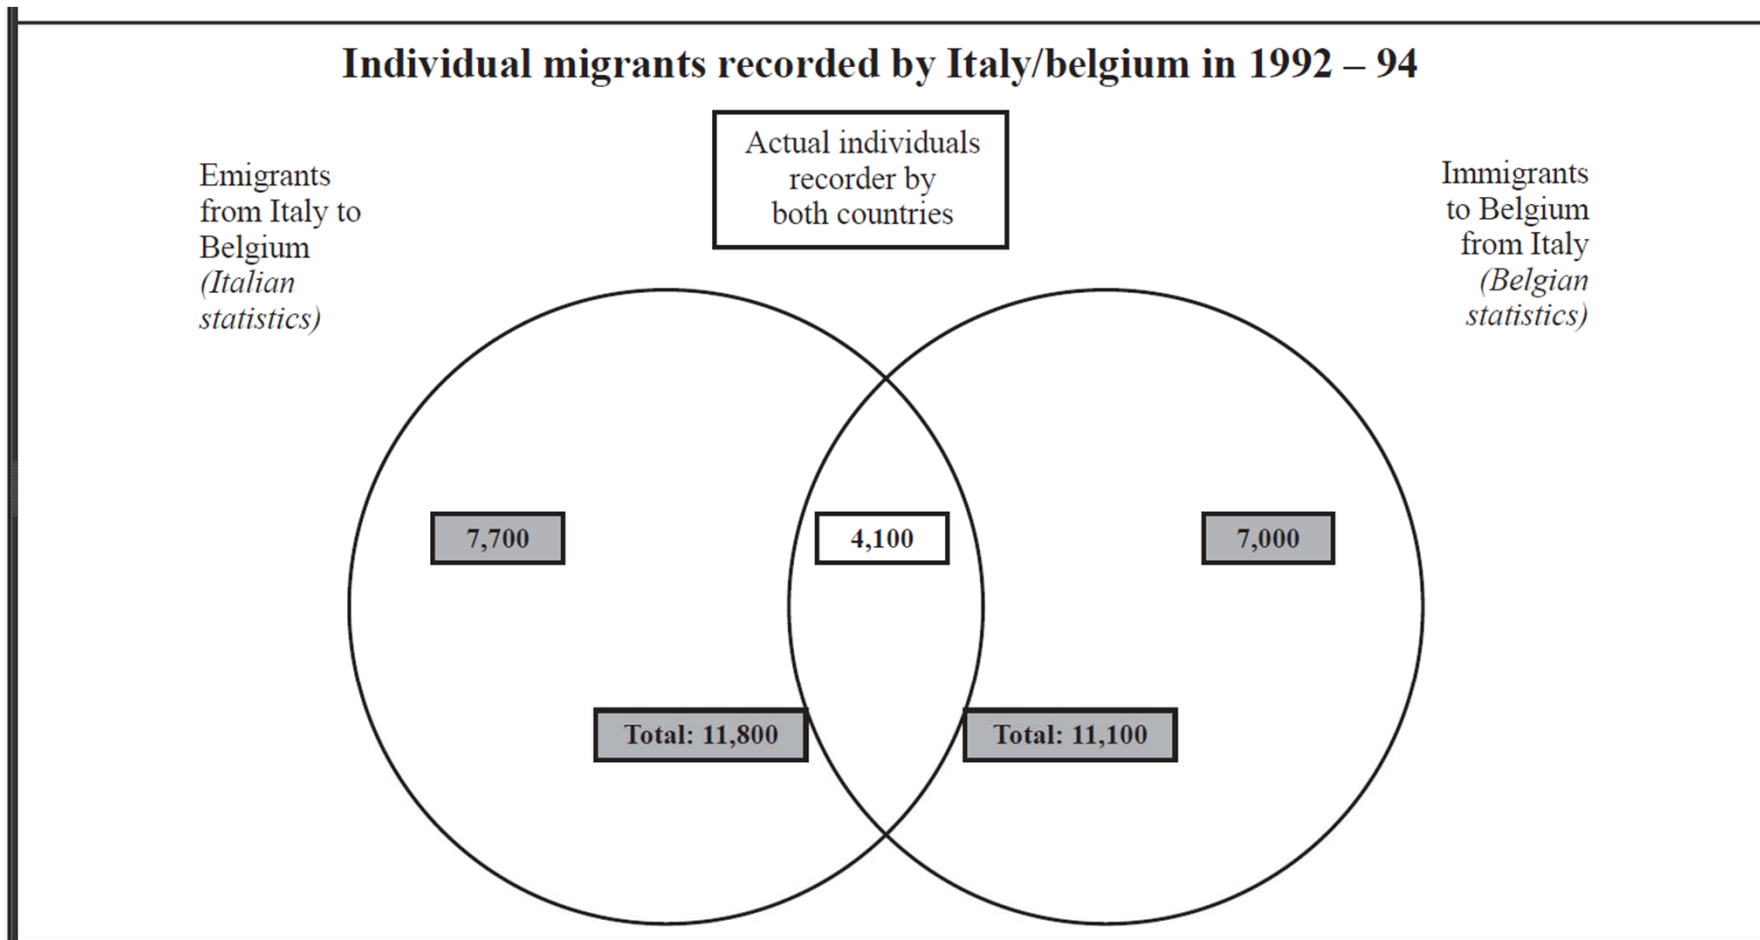 Individual migrants recorded by Italy/belgium in 1992 – 94
Actual individuals
recorder by
both countries
Emigrants
from Italy to
Belgium
(Italian
statistics)
Immigrants
to Belgium
from Italy
(Belgian
statistics)
7,700
4,100
7,000
Total: 11,800
Total: 11,100